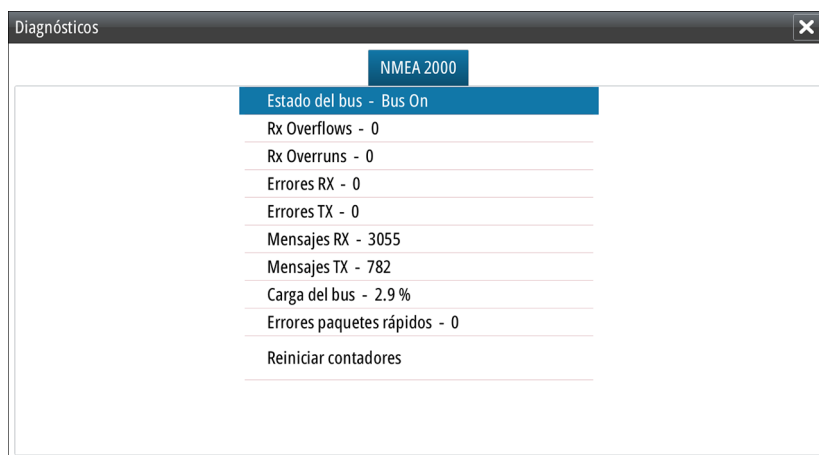 Diagnósticos
NMEA 2000
Estado del bus - Bus On
Rx Overflows - 0
Rx Overruns - 0
Errores RX - 0
Errores TX - 0
Mensajes RX - 3055
Mensajes TX - 782
Carga del bus - 2.9 %
Errores paquetes rápidos - 0
Reiniciar contadores